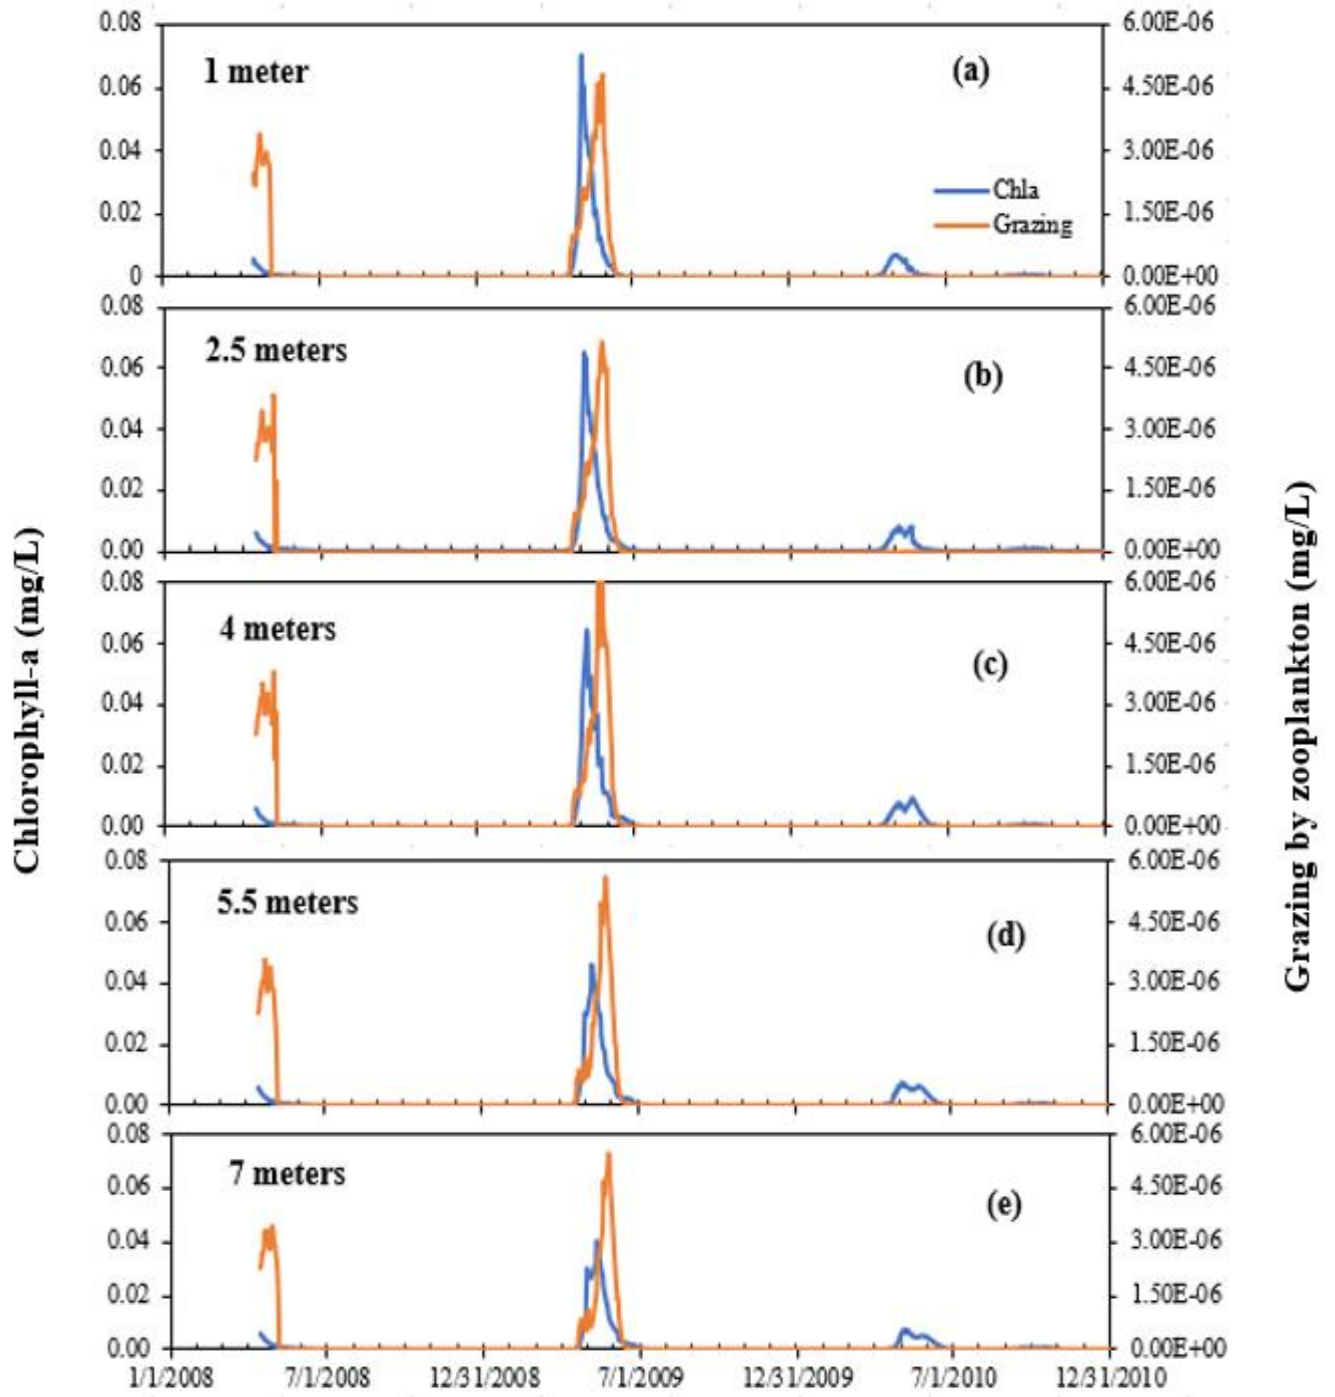 Chlorophyll-a (mg/L)
Grazing by zooplankton (mg/L)
0.08
0.06
0.04
0.02
0
1 meter
(a)
Chla
Grazing
6.00E-06
4.50E-06
3.00E-06
1.50E-06
0.00E+00
0.08
0.06
0.04
0.02
0.00
2.5 meters
(b)
6.00E-06
4.50E-06
3.00E-06
1.50E-06
0.00E+00
0.08
0.06
0.04
0.02
0.00
4 meters
(c)
6.00E-06
4.50E-06
3.00E-06
1.50E-06
0.00E+00
0.08
0.06
0.04
0.02
0.00
5.5 meters
(d)
6.00E-06
4.50E-06
3.00E-06
1.50E-06
0.00E+00
0.08
0.06
0.04
0.02
0.00
7 meters
(e)
6.00E-06
4.50E-06
3.00E-06
1.50E-06
0.00E+00
1/1/2008 7/1/2008 12/31/2008 7/1/2009 12/31/2009 7/1/2010 12/31/2010